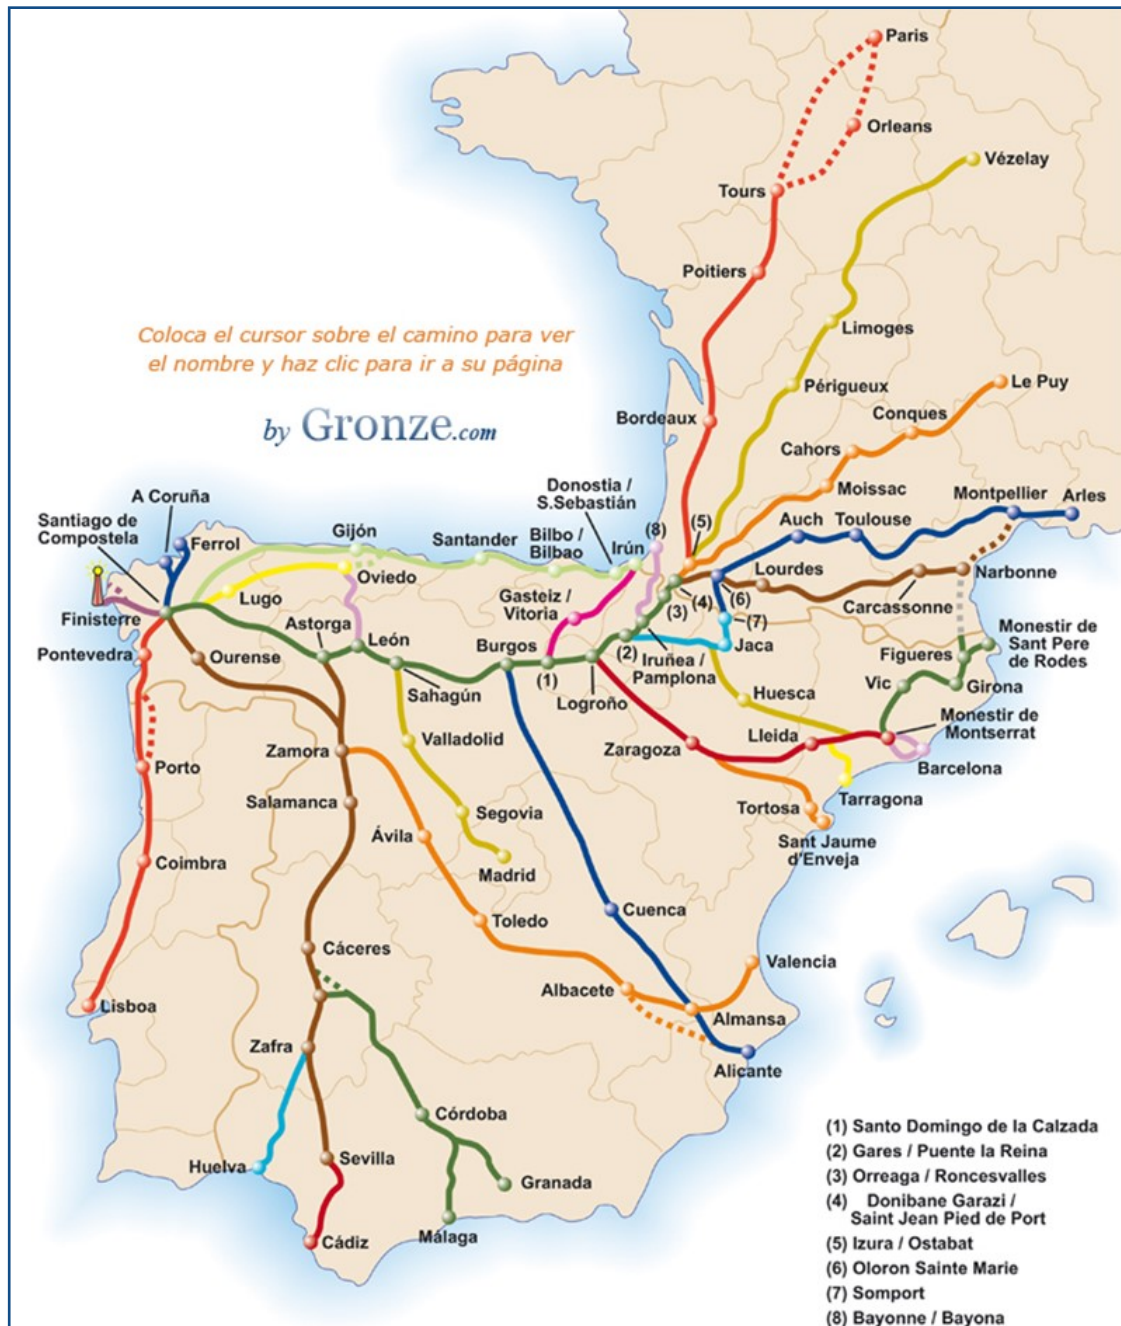 Paris
Orleans
Vézelay
Tours
Poitiers
Limoges
Coloca el cursor sobre el camino para ver
el nombre y haz clic para ir a su página
by Gronze.com
Périgueux
Le Puy
Conques
Bordeaux
Cahors
Moissac
Donostia /
S.Sebastián
A Coruña
Montpellier
Arles
Santiago de
Compostela
Ferrol
Gijón
Santander
Bilbo /
Bilbao
Irún
(8)
(5)
Auch
Toulouse
Oviedo
Lourdes
Narbonne
Finisterre
Lugo
Gasteiz /
Vitoria
(3)
(4)
(6)
Carcassonne
Astorga
(7)
Monestir de
Sant Pere
de Rodes
Pontevedra
Ourense
León
Burgos
(1)
(2)
Iruñea /
Pamplona
Jaca
Figueres
Sahagún
Logroño
Huesca
Vic
Girona
Zamora
Valladolid
Zaragoza
Lleida
Monestir de
Montserrat
Porto
Barcelona
Salamanca
Segovia
Tortosa
Tarragona
Ávila
Sant Jaume
d'Enveja
Coimbra
Madrid
Toledo
Cuenca
Cáceres
Valencia
Lisboa
Albacete
Almansa
Zafra
Alicante
Córdoba
Huelva
Sevilla
Granada
Cádiz
Málaga
(1) Santo Domingo de la Calzada
(2) Gares / Puente la Reina
(3) Orreaga / Roncesvalles
(4) Donibane Garazi /
Saint Jean Pied de Port
(5) Izura / Ostabat
(6) Oloron Sainte Marie
(7) Somport
(8) Bayonne / Bayona